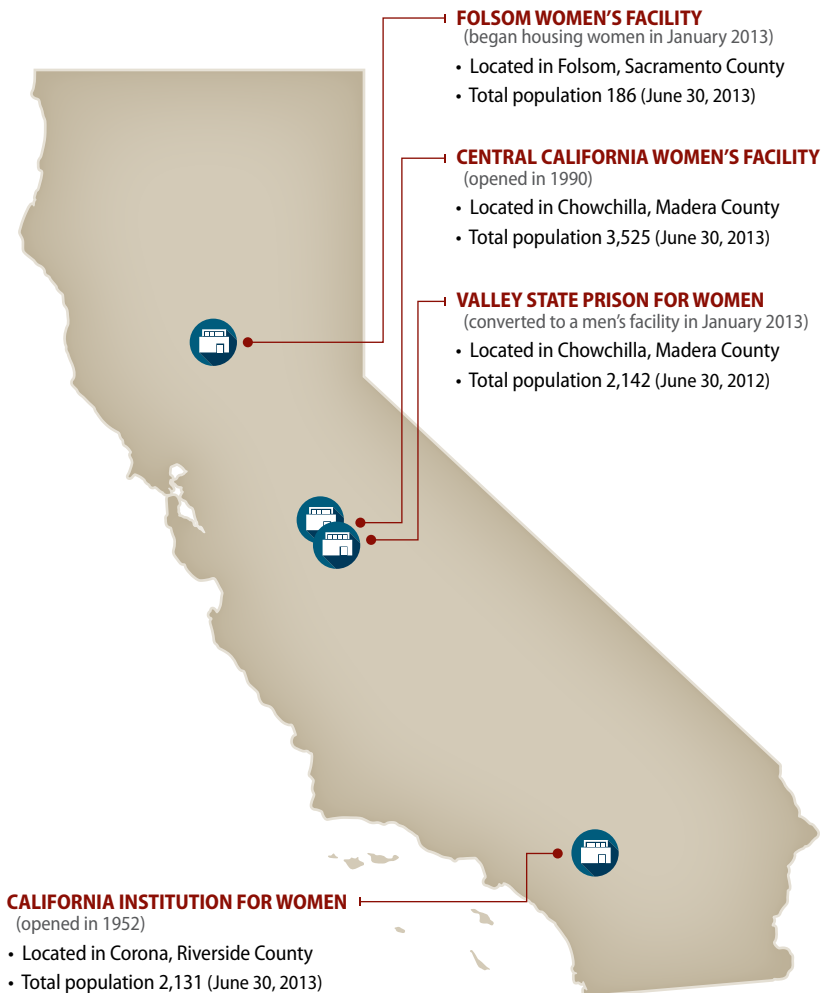 FOLSOM WOMEN’S FACILITY
(began housing women in January 2013)
• Located in Folsom, Sacramento County
• Total population 186 (June 30, 2013)
CENTRAL CALIFORNIA WOMEN’S FACILITY
(opened in 1990)
• Located in Chowchilla, Madera County
• Total population 3,525 (June 30, 2013)
VALLEY STATE PRISON FOR WOMEN
(converted to a men’s facility in January 2013)
• Located in Chowchilla, Madera County
• Total population 2,142 (June 30, 2012)
CALIFORNIA INSTITUTION FOR WOMEN
(opened in 1952)
• Located in Corona, Riverside County
• Total population 2,131 (June 30, 2013)